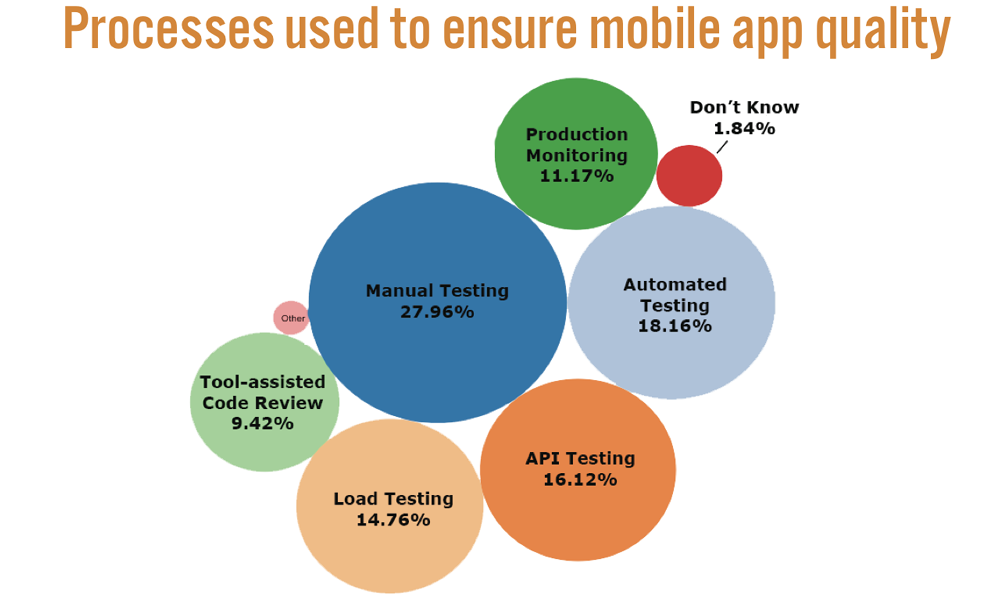 Processes used to ensure mobile app quality
Don't Know
1.84%
Production
Monitoring
11.17%
Manual Testing
27.96%
Automated
Testing
18.16%
Other
Tool-assisted
Code Review
9.42%
API Testing
16.12%
Load Testing
14.76%